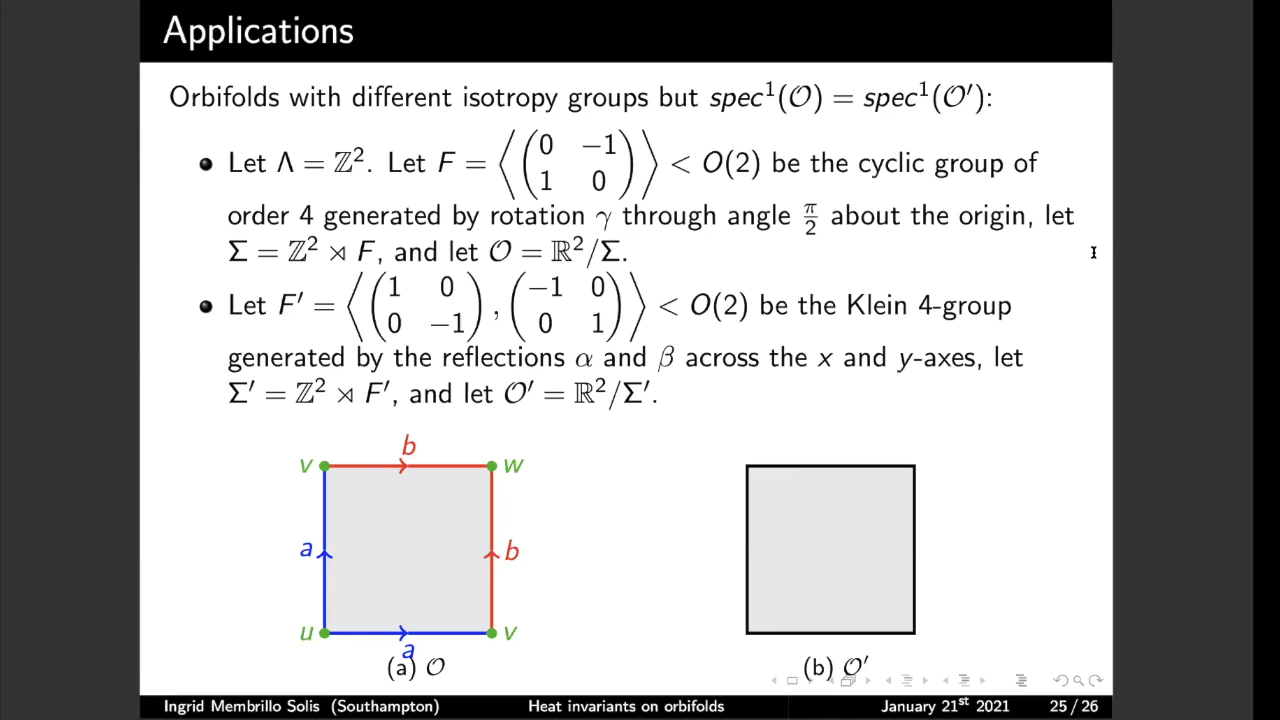 Applications
Orbifolds with different isotropy groups but spec¹(𝒪) = spec¹(𝒪′):
• Let Λ = ℤ². Let F = ⟨(0 −1; 1 0)⟩ < O(2) be the cyclic group of
order 4 generated by rotation γ through angle π/2 about the origin, let
Σ = ℤ² ⋊ F, and let 𝒪 = ℝ²/Σ.
• Let F′ = ⟨(1 0; 0 −1), (−1 0; 0 1)⟩ < O(2) be the Klein 4-group
generated by the reflections α and β across the x and y-axes, let
Σ′ = ℤ² ⋊ F′, and let 𝒪′ = ℝ²/Σ′.
b
v w
a b
u v
a
(a) 𝒪 (b) 𝒪′
Ingrid Membrillo Solis (Southampton) Heat invariants on orbifolds January 21st 2021 25 / 26